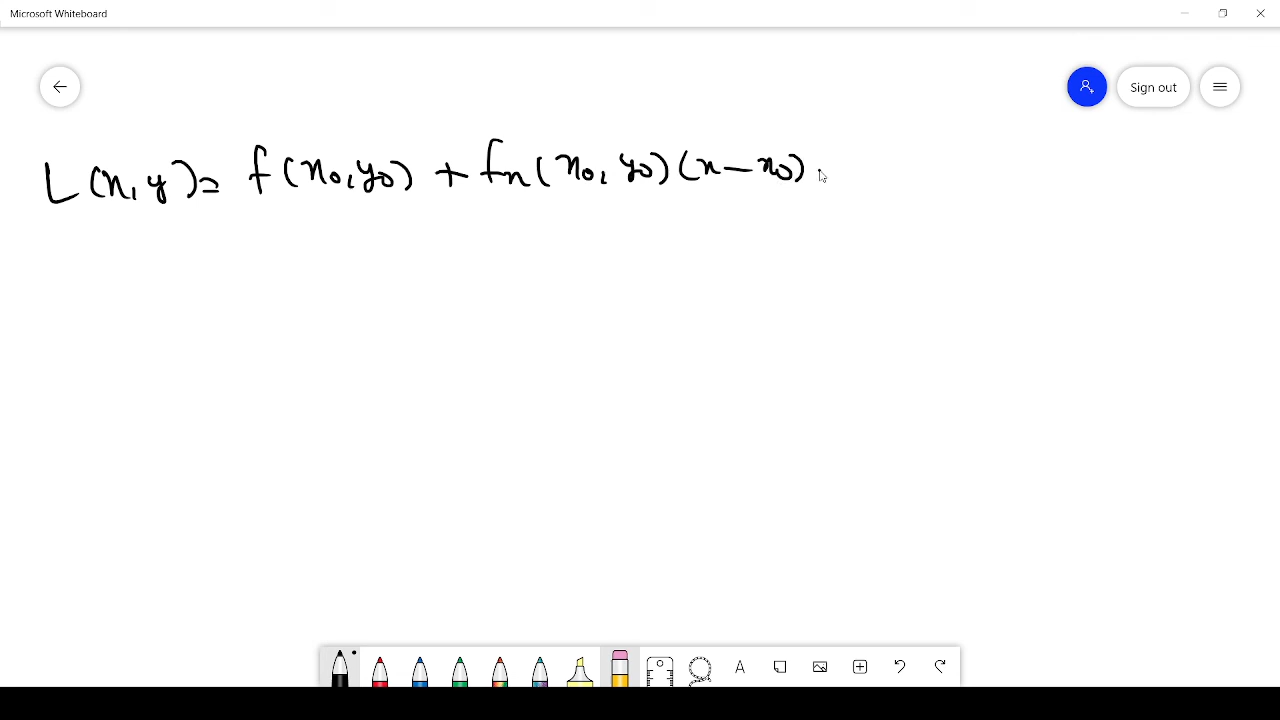 Microsoft Whiteboard
Sign out
L(x,y) = f(x0,y0) + fx(x0,y0)(x-x0)
A